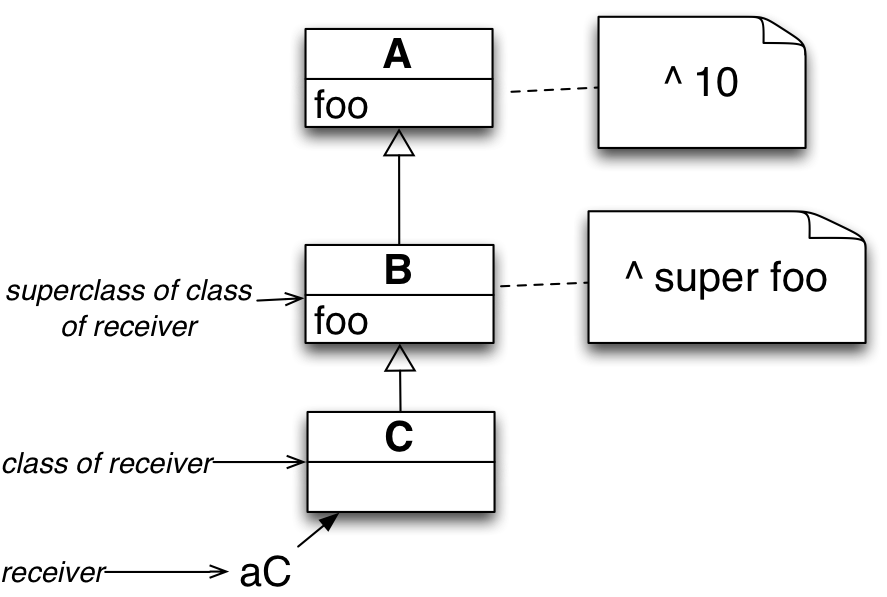 A
foo
^ 10
B
foo
^ super foo
superclass of class
of receiver
C
class of receiver
receiver
aC